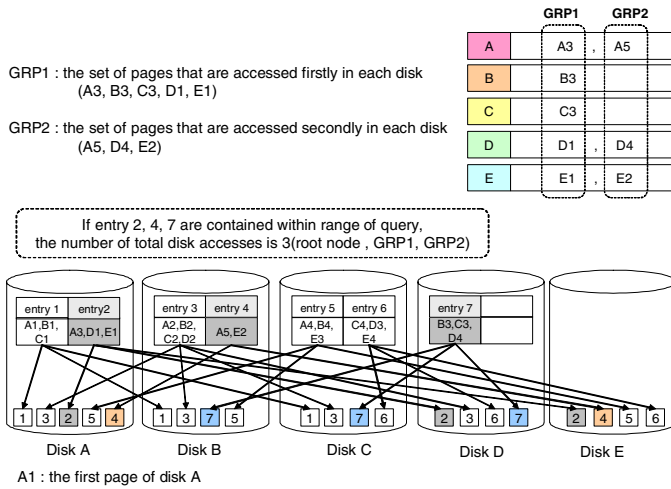 GRP1 GRP2
A A3 , A5
B B3
C C3
D D1 , D4
E E1 , E2
GRP1 : the set of pages that are accessed firstly in each disk
(A3, B3, C3, D1, E1)
GRP2 : the set of pages that are accessed secondly in each disk
(A5, D4, E2)
If entry 2, 4, 7 are contained within range of query,
the number of total disk accesses is 3(root node , GRP1, GRP2)
entry 1 entry2
A1,B1,
C1
A3,D1,E1
entry 3 entry 4
A2,B2,
C2,D2
A5,E2
entry 5 entry 6
A4,B4,
E3
C4,D3,
E4
entry 7
B3,C3,
D4
1 3 2 5 4
1 3 7 5
1 3 7 6
2 3 6 7
2 4 5 6
Disk A Disk B Disk C Disk D Disk E
A1 : the first page of disk A